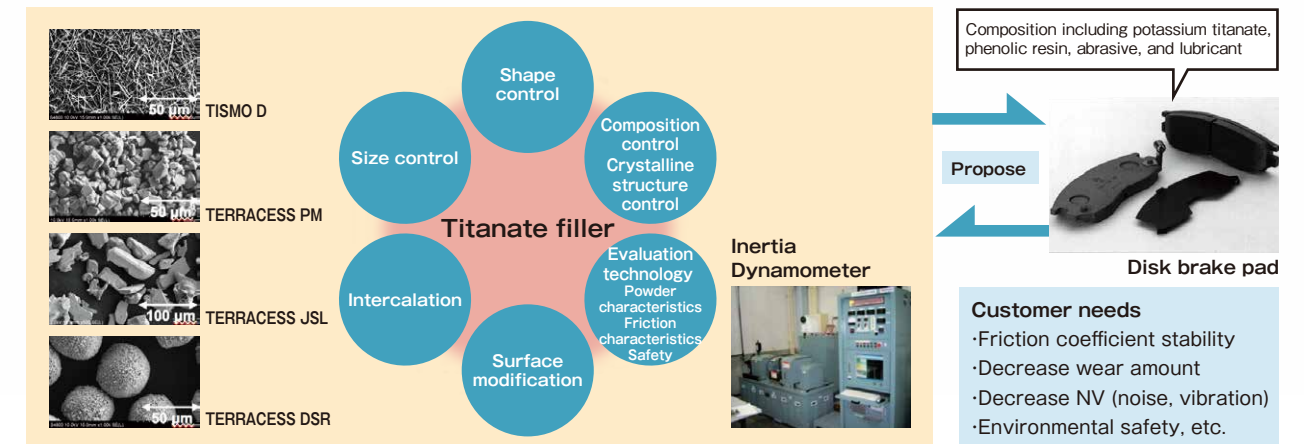 50 μm
TISMO D
50 μm
TERRACESS PM
100 μm
TERRACESS JSL
50 μm
TERRACESS DSR
Shape
control
Size control
Composition
control
Crystalline
structure
control
Titanate filler
Intercalation
Evaluation
technology
Powder
characteristics
Friction
characteristics
Safety
Surface
modification
Inertia
Dynamometer
Composition including potassium titanate,
phenolic resin, abrasive, and lubricant
Propose
Disk brake pad
Customer needs
·Friction coefficient stability
·Decrease wear amount
·Decrease NV (noise, vibration)
·Environmental safety, etc.